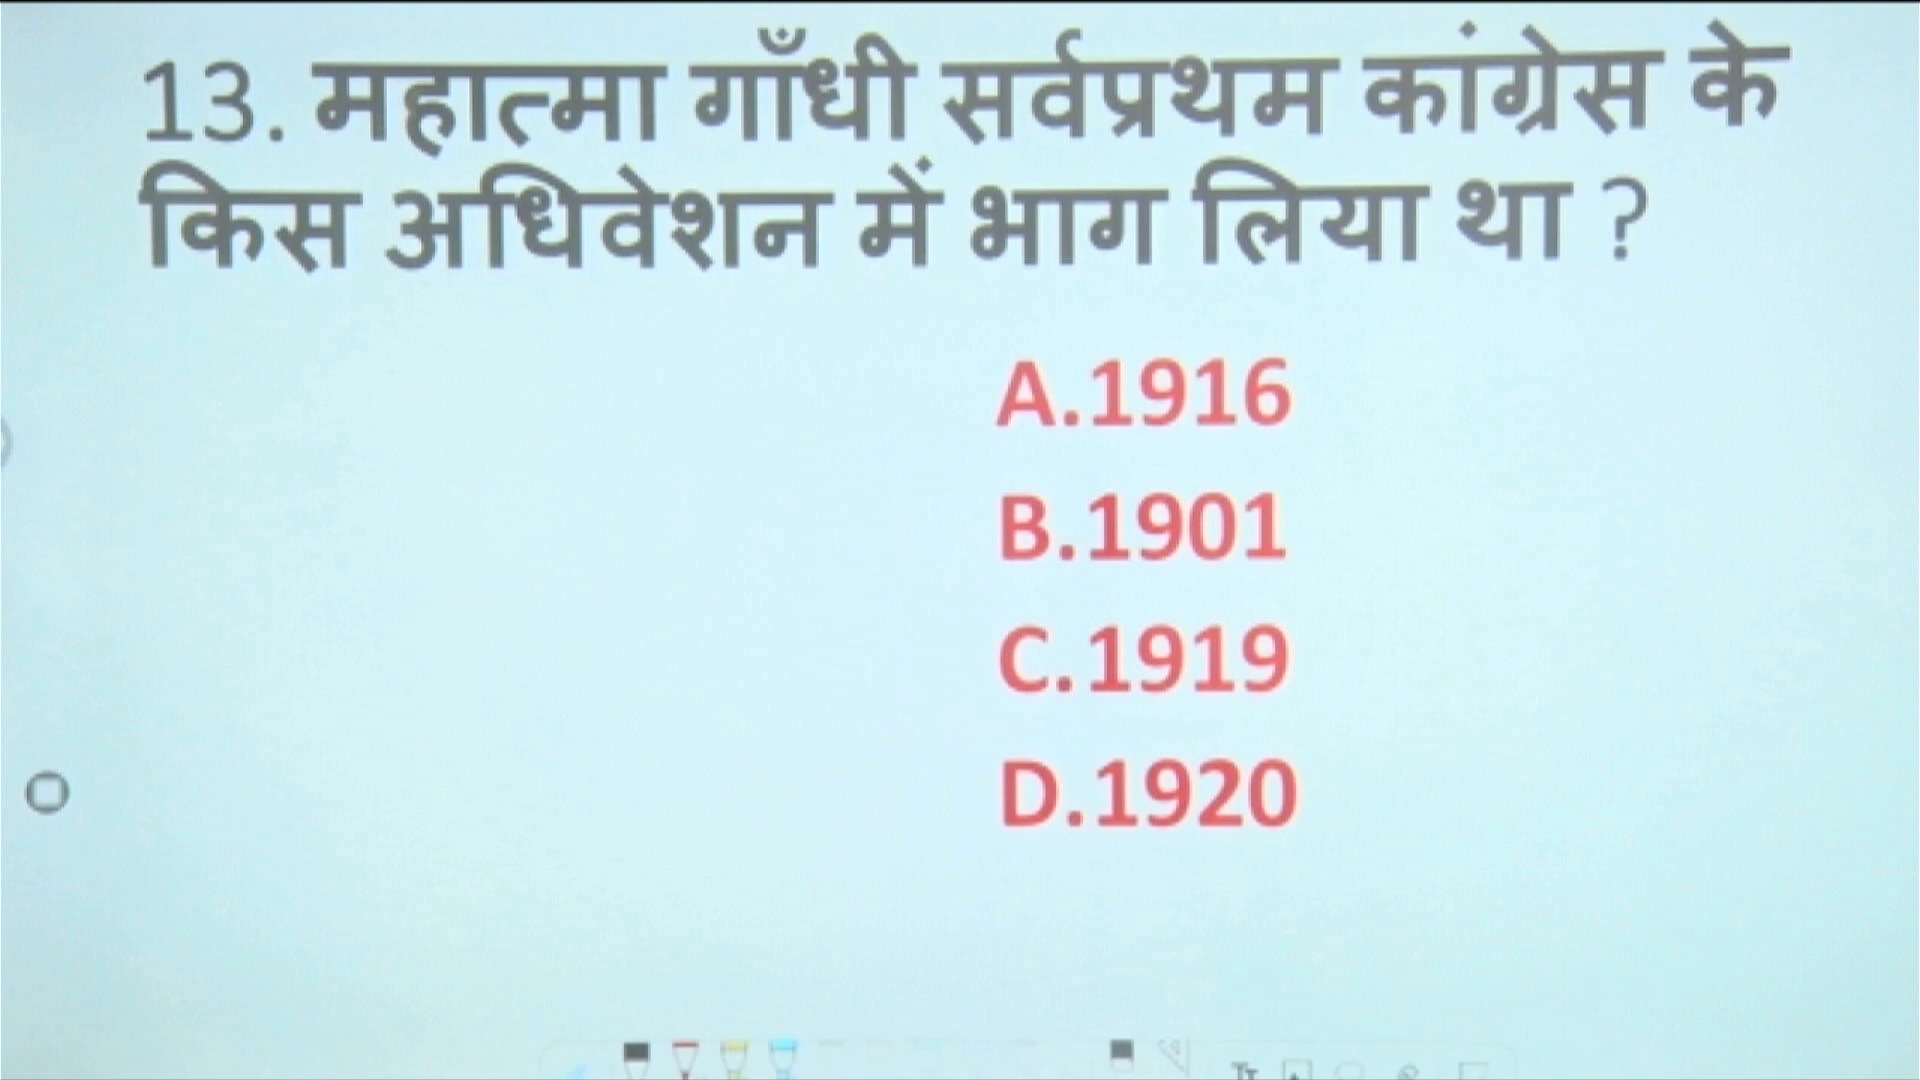 13. महात्मा गाँधी सर्वप्रथम कांग्रेस के
किस अधिवेशन में भाग लिया था ?
A.1916
B.1901
C.1919
D.1920